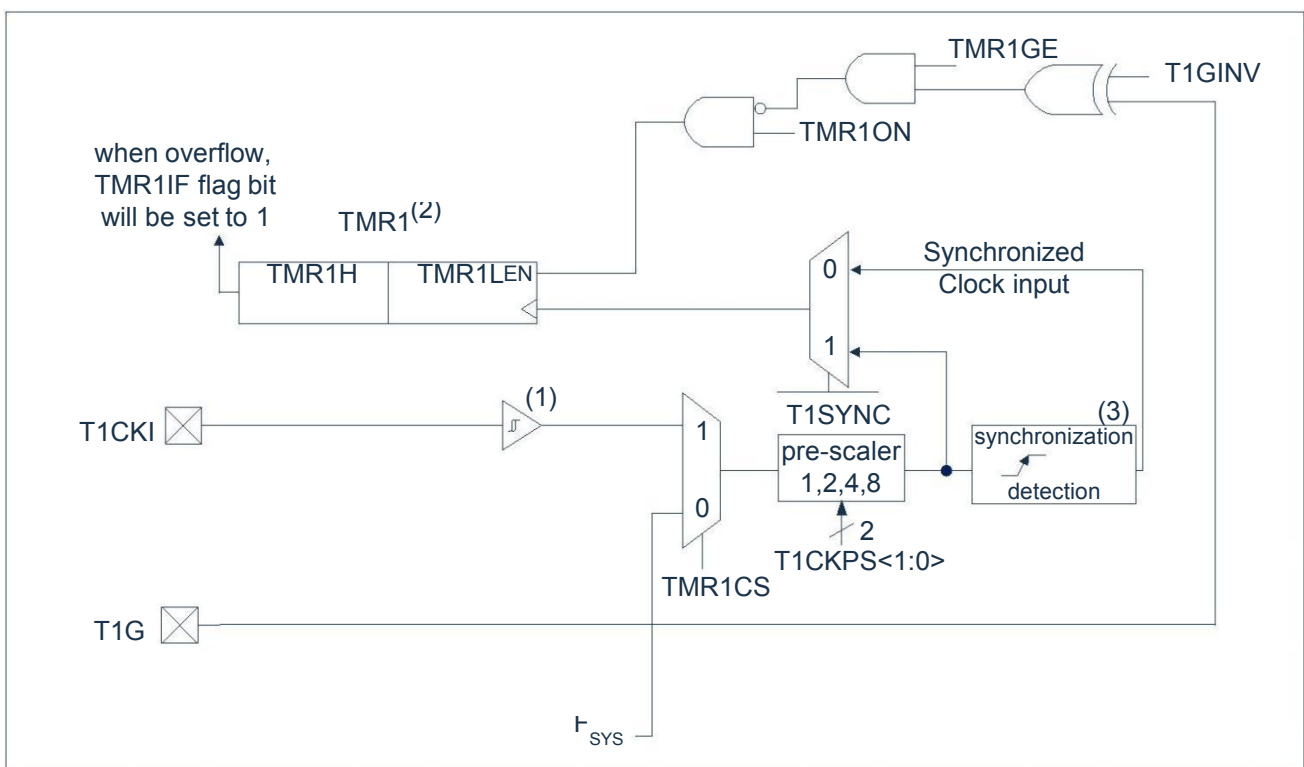 TMR1GE
T1GINV
TMR1ON
when overflow,
TMR1IF flag bit
will be set to 1
TMR1(2)
TMR1H
TMR1LEN
0
Synchronized
Clock input
1
T1SYNC
T1CKI
(1)
1
0
TMR1CS
pre-scaler
1,2,4,8
2
T1CKPS<1:0>
(3)
synchronization
detection
T1G
FSYS